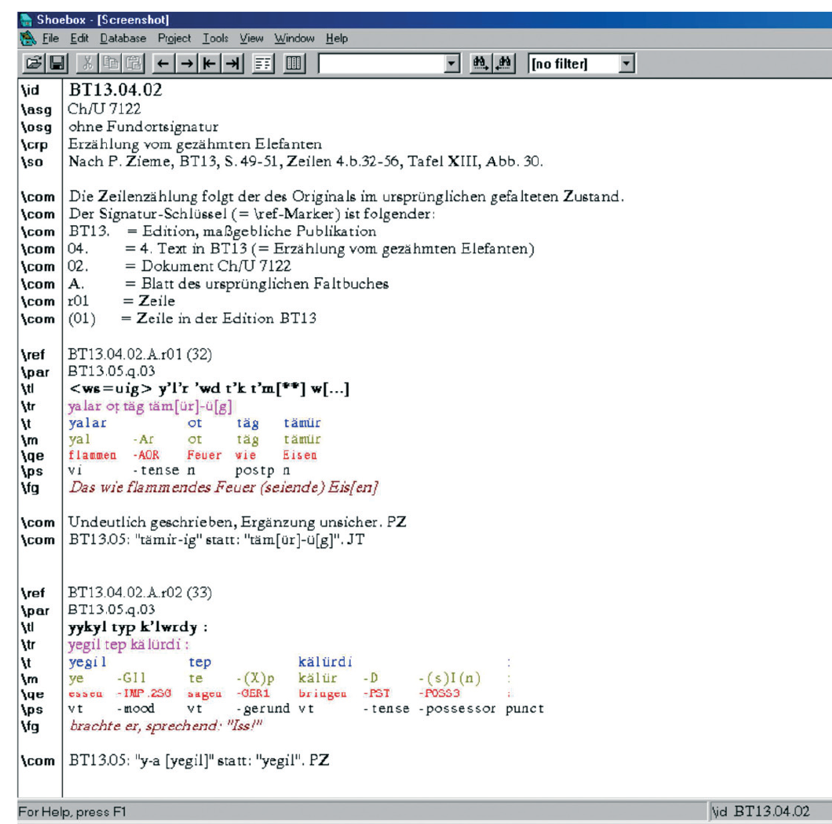 Shoebox - [Screenshot]
File Edit Database Project Tools View Window Help
[no filter]
\id BT13.04.02
\asg Ch/U 7122
\osg ohne Fundortsignatur
\crp Erzählung vom gezähmten Elefanten
\so Nach P. Zieme, BT13, S. 49-51, Zeilen 4.b.32-56, Tafel XIII, Abb. 30.
\com Die Zeilenzählung folgt der des Originals im ursprünglichen gefalteten Zustand.
\com Der Signatur-Schlüssel (= \ref-Marker) ist folgender:
\com BT13. = Edition, maßgebliche Publikation
\com 04. = 4. Text in BT13 (= Erzählung vom gezähmten Elefanten)
\com 02. = Dokument Ch/U 7122
\com A. = Blatt des ursprünglichen Faltbuches
\com r01 = Zeile
\com (01) = Zeile in der Edition BT13
\ref BT13.04.02.A.r01 (32)
\par BT13.05.q.03
\tl <ws=uig> y'l'r 'wd t'k t'm[**] w[...]
\tr yalar oṭ täg täm[ür]-ü[g]
\t yalar ot täg tämür
\m yal -Ar ot täg tämür
\ge flammen -AOR Feuer wie Eisen
\ps vi -tense n postp n
\fg Das wie flammendes Feuer (seiende) Eis[en]
\com Undeutlich geschrieben, Ergänzung unsicher. PZ
\com BT13.05: "tämir-ig" statt: "täm[ür]-ü[g]". JT
\ref BT13.04.02.A.r02 (33)
\par BT13.05.q.03
\tl yykyl typ k'lwrdy :
\tr yegil tep kälürdi :
\t yegil tep kälürdi :
\m ye -GIl te -(X)p kälür -D -(s)I(n) :
\ge essen -IMP.2SG sagen -GER1 bringen -PST -POSS3 :
\ps vt -mood vt -gerund vt -tense -possessor punct
\fg brachte er, sprechend: "Iss!"
\com BT13.05: "y-a [yegil]" statt: "yegil". PZ
For Help, press F1 \id BT13.04.02